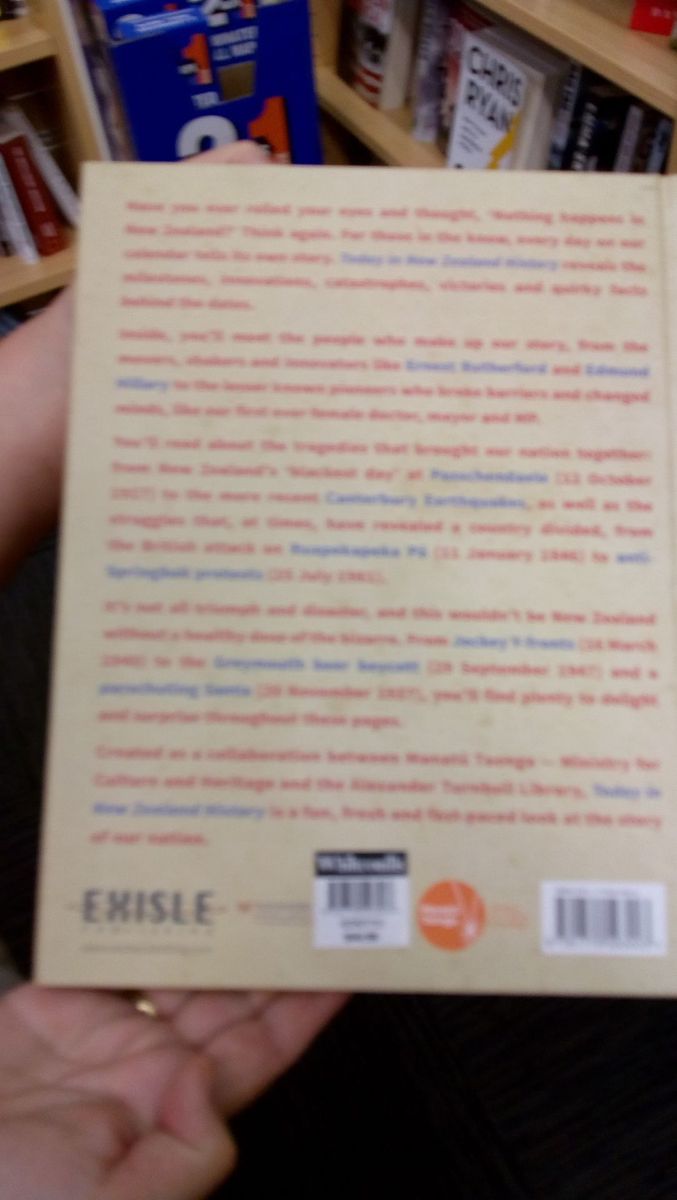 CHRIS
RYAN
Have you ever rolled your eyes and thought, 'Nothing happens in
New Zealand?' Think again. For those in the know, every day on our
calendar tells its own story. Today in New Zealand History reveals the
milestones, innovations, catastrophes, victories and quirky facts
behind the dates.
Inside, you'll meet the people who make up our story, from the
movers, shakers and innovators like Ernest Rutherford and Edmund
Hillary to the lesser known pioneers who broke barriers and changed
minds, like our first ever female doctor, mayor and MP.
You'll read about the tragedies that brought our nation together:
from New Zealand's 'blackest day' at Passchendaele (12 October
1917) to the more recent Canterbury Earthquakes, as well as the
struggles that, at times, have revealed a country divided, from
the British attack on Ruapekapeka Pā (11 January 1846) to anti-
Springbok protests (25 July 1981).
It's not all triumph and disaster, and this wouldn't be New Zealand
without a healthy dose of the bizarre. From Jockey Y-fronts (16 March
1940) to the Greymouth beer boycott (29 September 1947) and a
parachuting Santa (20 November 1937), you'll find plenty to delight
and surprise throughout these pages.
Created as a collaboration between Manatū Taonga — Ministry for
Culture and Heritage and the Alexander Turnbull Library, Today in
New Zealand History is a fun, fresh and fast-paced look at the story
of our nation.
EXISLE
Whitcoulls